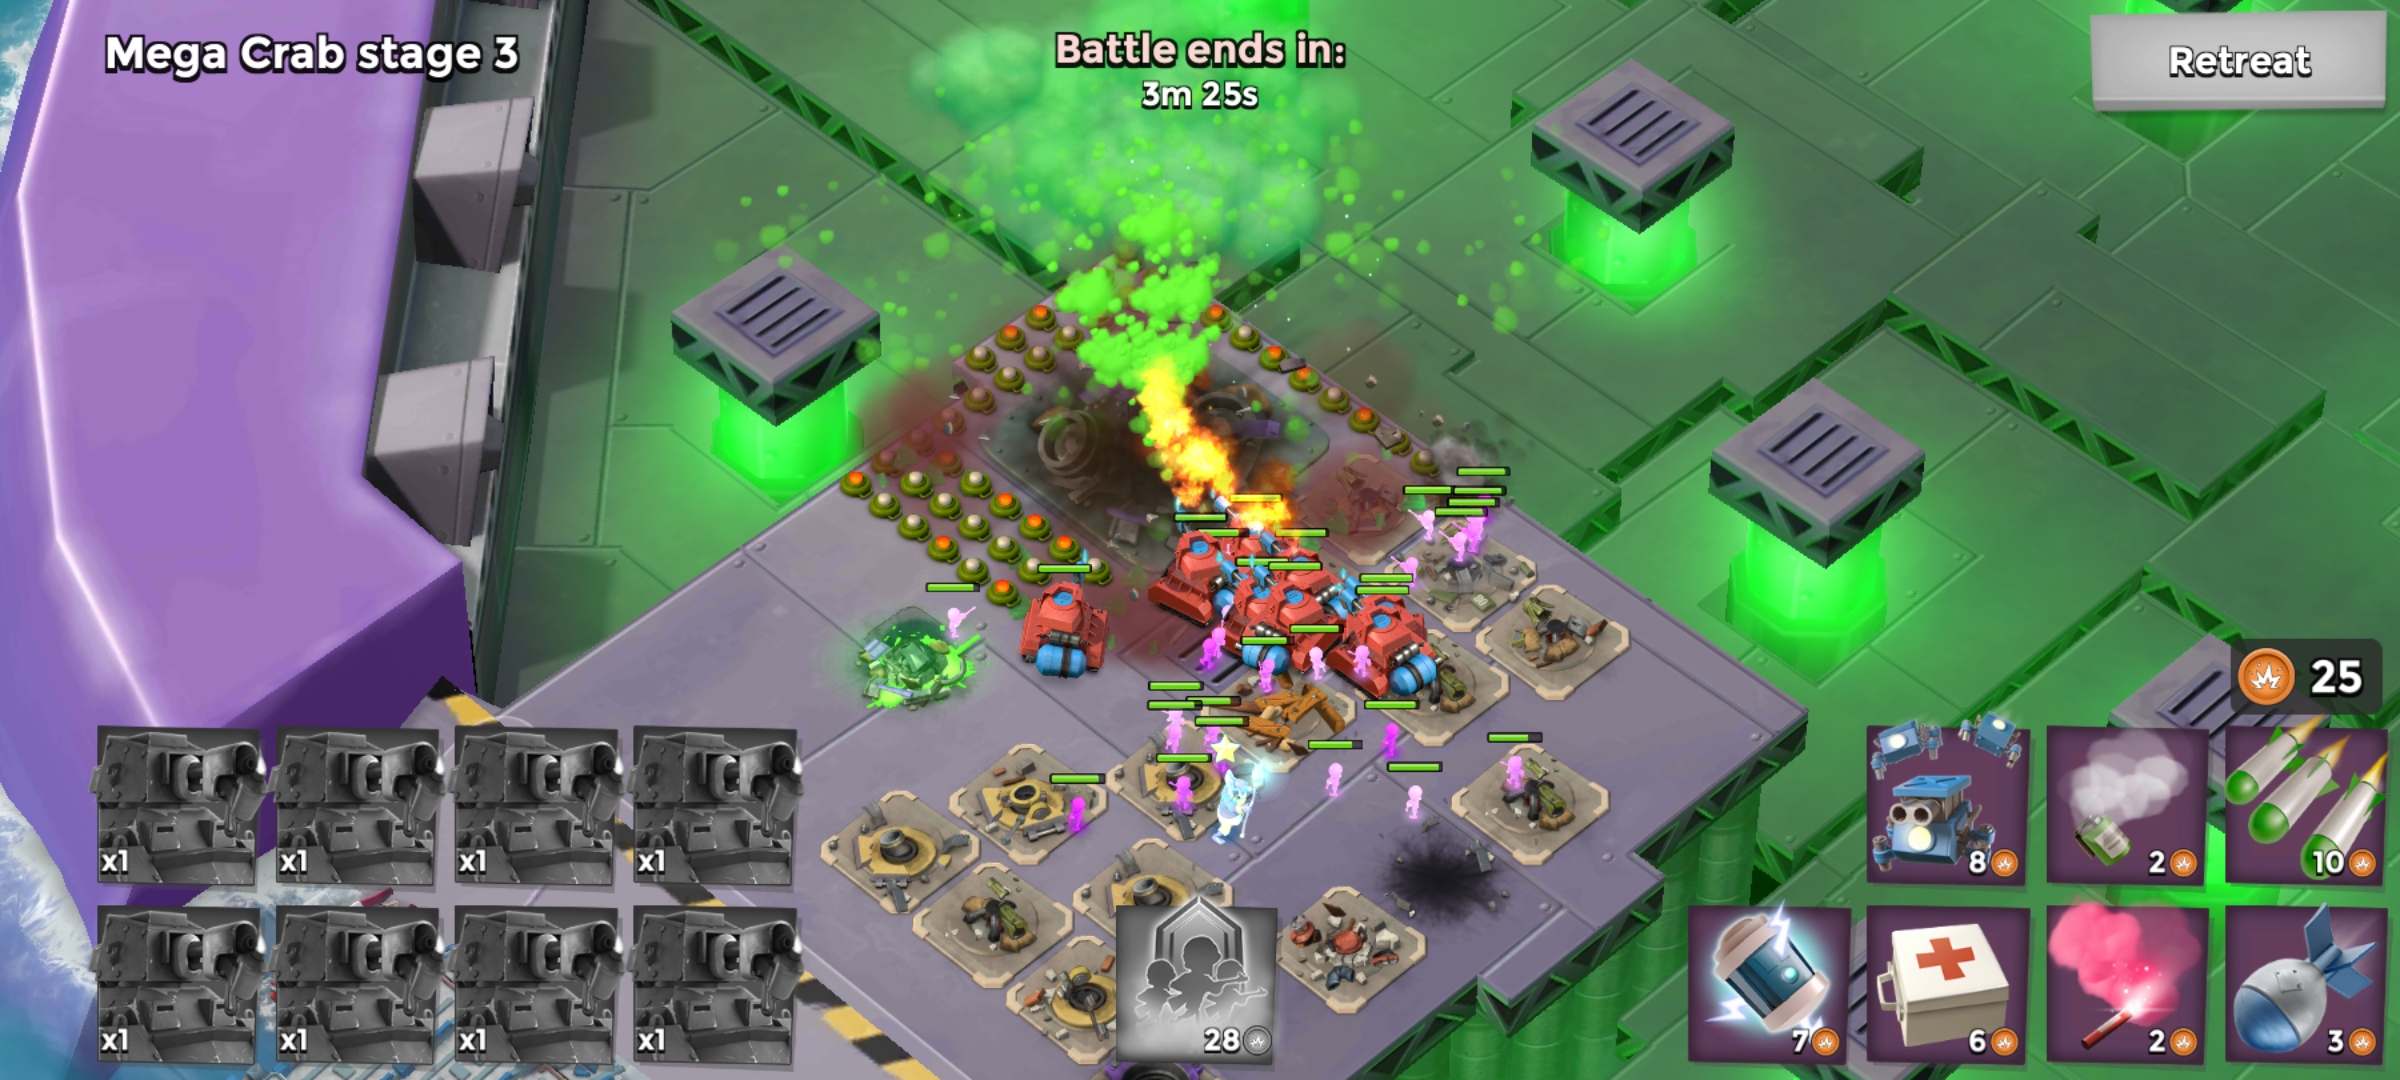 Mega Crab stage 3
Battle ends in:
3m 25s
Retreat
25
8
2
10
x1
x1
x1
x1
x1
x1
x1
x1
28
7
6
2
3